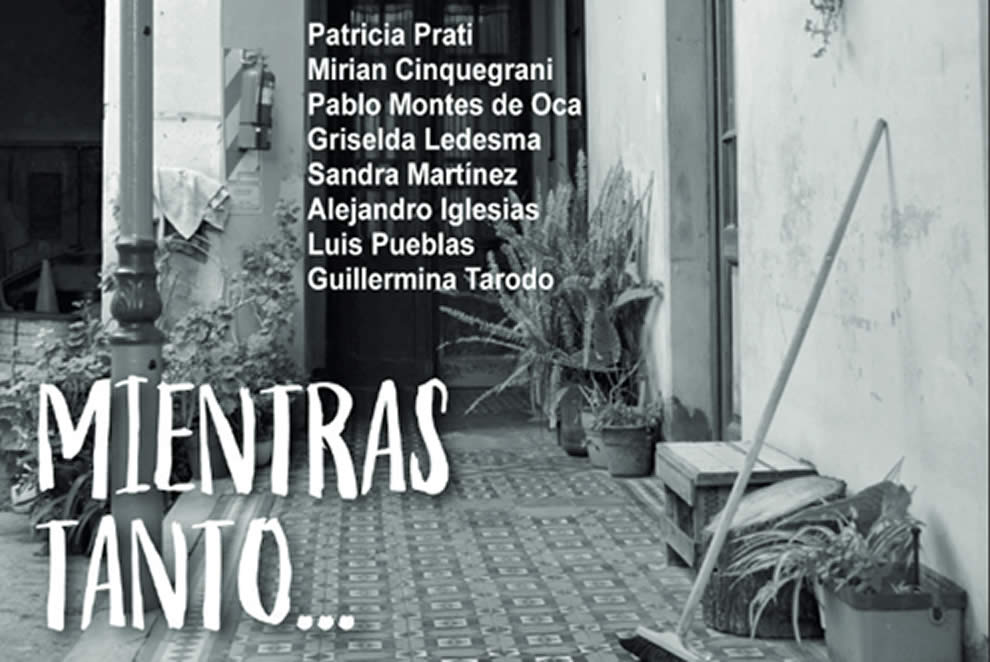 Patricia Prati
Mirian Cinquegrani
Pablo Montes de Oca
Griselda Ledesma
Sandra Martínez
Alejandro Iglesias
Luis Pueblas
Guillermina Tarodo
MIENTRAS
TANTO...